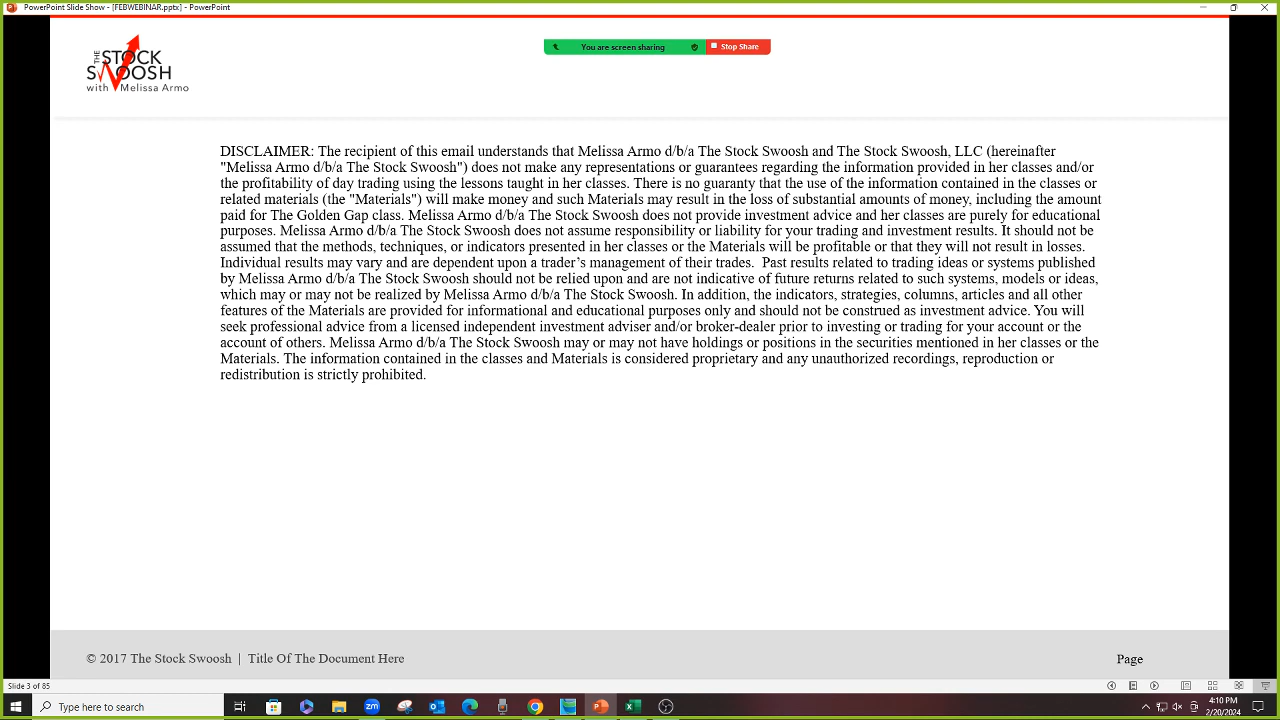 PowerPoint Slide Show - [FEBWEBINAR.pptx] - PowerPoint
You are screen sharing
Stop Share
THE STOCK
SWOOSH
with Melissa Armo
DISCLAIMER: The recipient of this email understands that Melissa Armo d/b/a The Stock Swoosh and The Stock Swoosh, LLC (hereinafter
"Melissa Armo d/b/a The Stock Swoosh") does not make any representations or guarantees regarding the information provided in her classes and/or
the profitability of day trading using the lessons taught in her classes. There is no guaranty that the use of the information contained in the classes or
related materials (the "Materials") will make money and such Materials may result in the loss of substantial amounts of money, including the amount
paid for The Golden Gap class. Melissa Armo d/b/a The Stock Swoosh does not provide investment advice and her classes are purely for educational
purposes. Melissa Armo d/b/a The Stock Swoosh does not assume responsibility or liability for your trading and investment results. It should not be
assumed that the methods, techniques, or indicators presented in her classes or the Materials will be profitable or that they will not result in losses.
Individual results may vary and are dependent upon a trader’s management of their trades.  Past results related to trading ideas or systems published
by Melissa Armo d/b/a The Stock Swoosh should not be relied upon and are not indicative of future returns related to such systems, models or ideas,
which may or may not be realized by Melissa Armo d/b/a The Stock Swoosh. In addition, the indicators, strategies, columns, articles and all other
features of the Materials are provided for informational and educational purposes only and should not be construed as investment advice. You will
seek professional advice from a licensed independent investment adviser and/or broker-dealer prior to investing or trading for your account or the
account of others. Melissa Armo d/b/a The Stock Swoosh may or may not have holdings or positions in the securities mentioned in her classes or the
Materials. The information contained in the classes and Materials is considered proprietary and any unauthorized recordings, reproduction or
redistribution is strictly prohibited.
© 2017 The Stock Swoosh | Title Of The Document Here
Page
Slide 3 of 85
Type here to search
zm
4:10 PM
2/20/2024